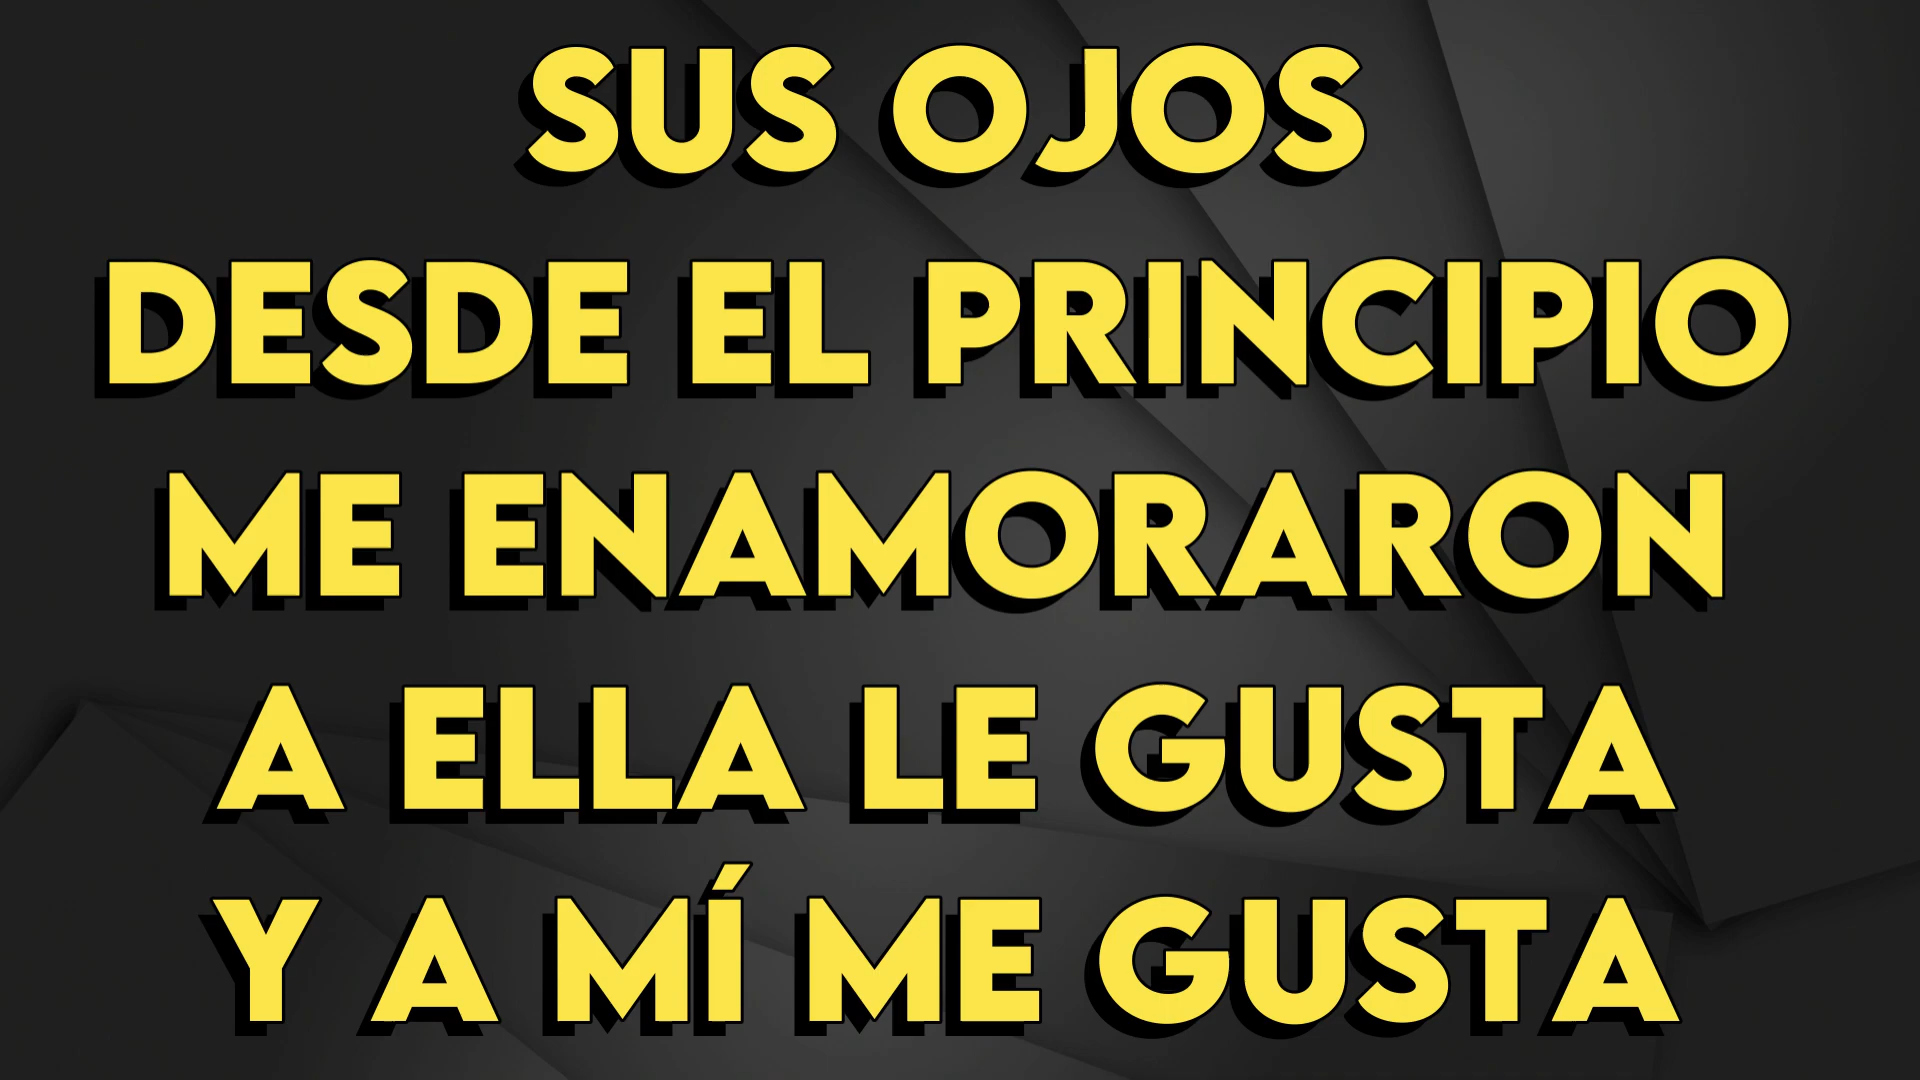 SUS OJOS
DESDE EL PRINCIPIO
ME ENAMORARON
A ELLA LE GUSTA
Y A MÍ ME GUSTA